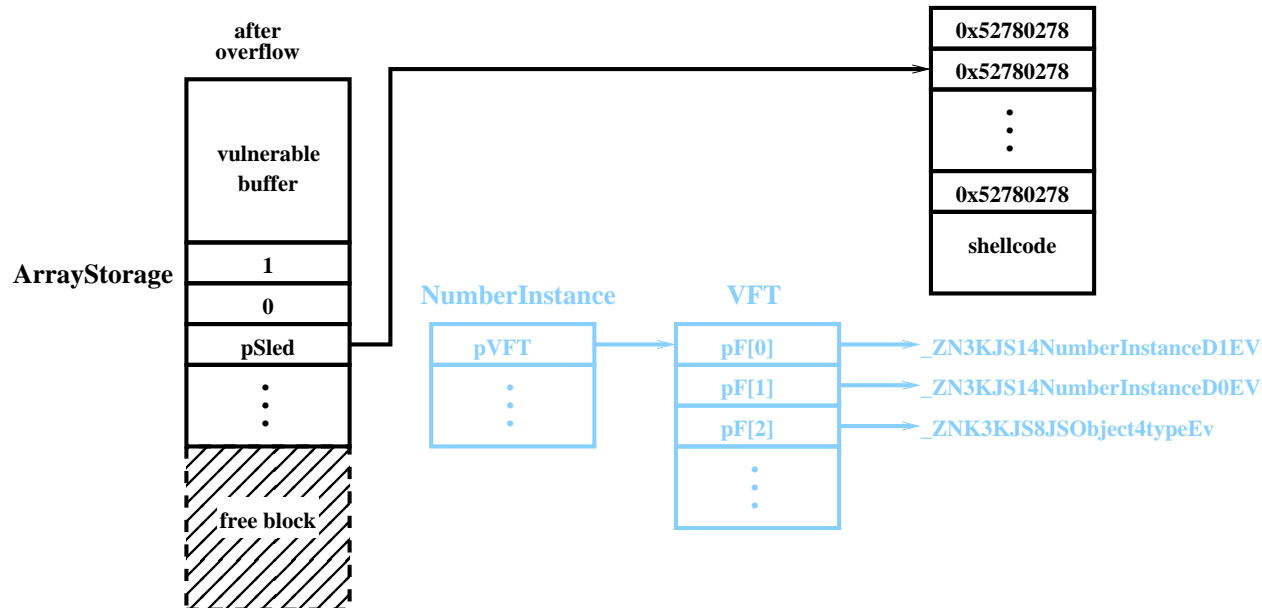 after
overflow
vulnerable
buffer
ArrayStorage
1
0
pSled
free block
NumberInstance
pVFT
VFT
pF[0]
pF[1]
pF[2]
_ZN3KJS14NumberInstanceD1EV
_ZN3KJS14NumberInstanceD0EV
_ZNK3KJS8JSObject4typeEv
0x52780278
0x52780278
0x52780278
shellcode